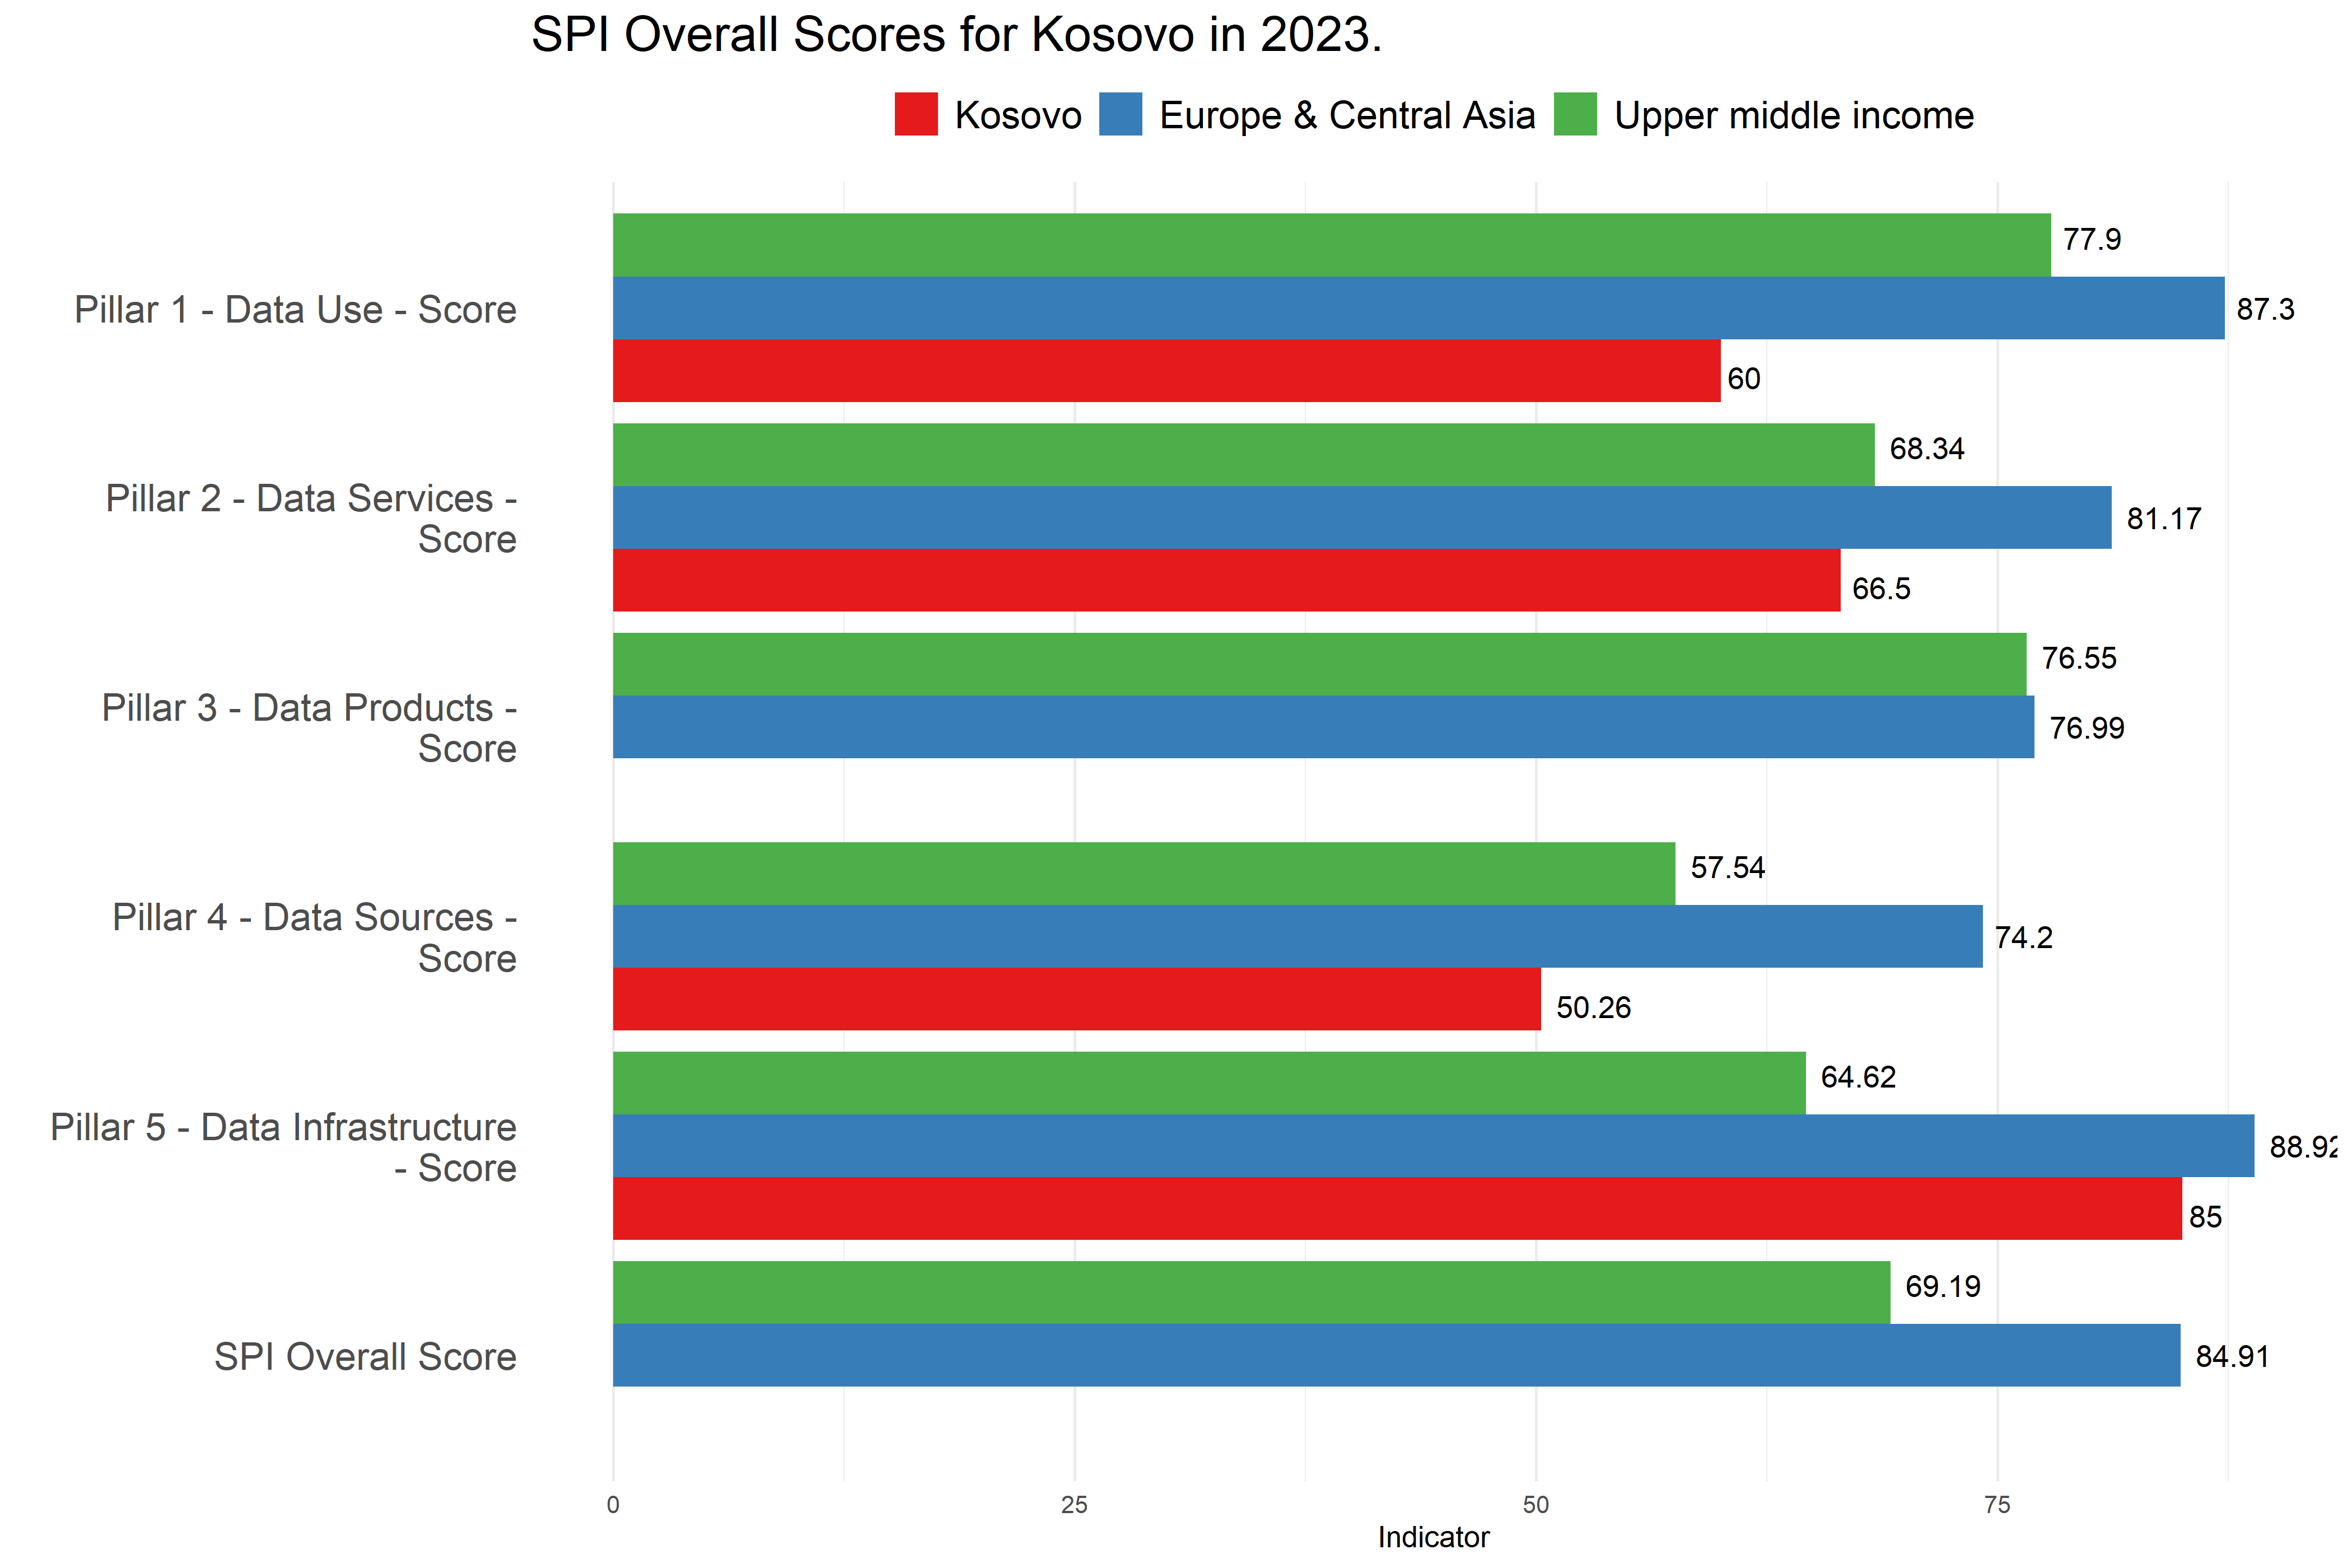 SPI Overall Scores for Kosovo in 2023.
Kosovo Europe & Central Asia Upper middle income
Pillar 1 - Data Use - Score
77.9
87.3
60
Pillar 2 - Data Services -
Score
68.34
81.17
66.5
Pillar 3 - Data Products -
Score
76.55
76.99
Pillar 4 - Data Sources -
Score
57.54
74.2
50.26
Pillar 5 - Data Infrastructure
- Score
64.62
88.92
85
SPI Overall Score
69.19
84.91
0 25 50 75
Indicator